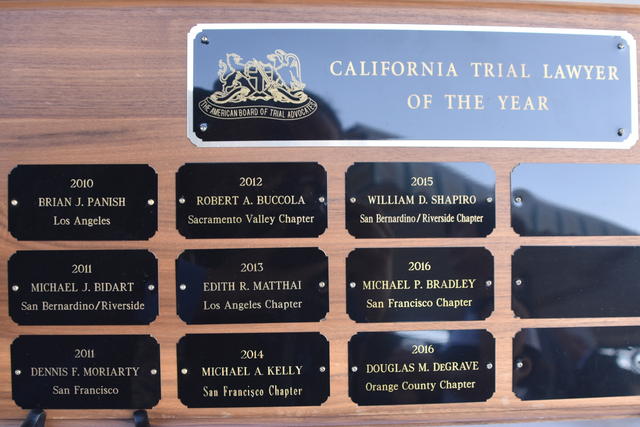 THE AMERICAN BOARD OF TRIAL ADVOCATES
CALIFORNIA TRIAL LAWYER
OF THE YEAR
2010
BRIAN J. PANISH
Los Angeles
2011
MICHAEL J. BIDART
San Bernardino/Riverside
2011
DENNIS F. MORIARTY
San Francisco
2012
ROBERT A. BUCCOLA
Sacramento Valley Chapter
2013
EDITH R. MATTHAI
Los Angeles Chapter
2014
MICHAEL A. KELLY
San Francisco Chapter
2015
WILLIAM D. SHAPIRO
San Bernardino/Riverside Chapter
2016
MICHAEL P. BRADLEY
San Francisco Chapter
2016
DOUGLAS M. DeGRAVE
Orange County Chapter